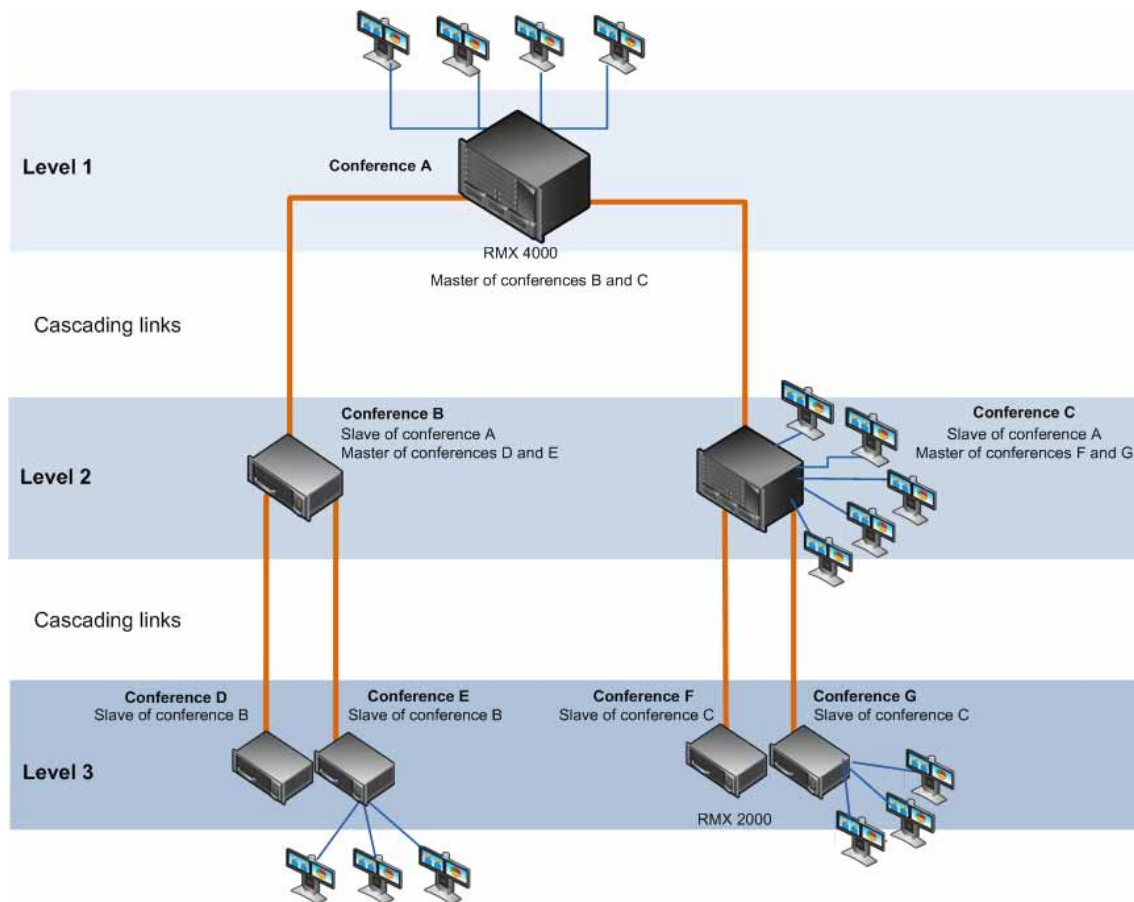 Level 1
Conference A
RMX 4000
Master of conferences B and C
Cascading links
Conference B
Slave of conference A
Master of conferences D and E
Conference C
Slave of conference A
Master of conferences F and G
Level 2
Cascading links
Conference D
Slave of conference B
Conference E
Slave of conference B
Conference F
Slave of conference C
Conference G
Slave of conference C
Level 3
RMX 2000